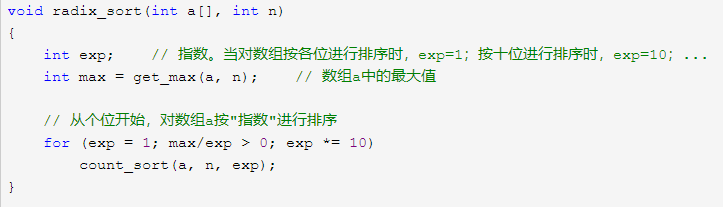 void radix_sort(int a[], int n)
{
    int exp;    // 指数。当对数组按各位进行排序时，exp=1；按十位进行排序时，exp=10；...
    int max = get_max(a, n);    // 数组a中的最大值
    // 从个位开始，对数组a按"指数"进行排序
    for (exp = 1; max/exp > 0; exp *= 10)
        count_sort(a, n, exp);
}